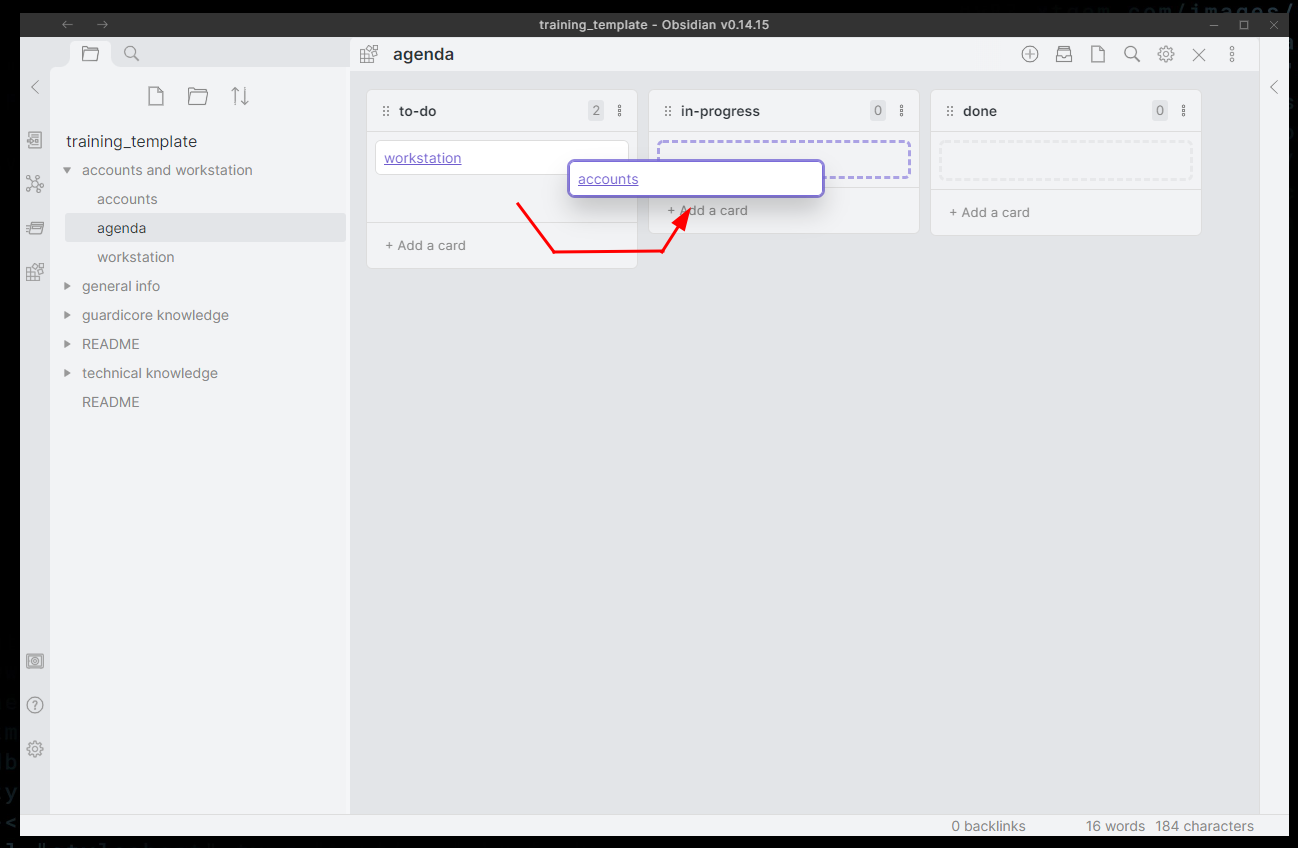 training_template - Obsidian v0.14.15
agenda
training_template
accounts and workstation
accounts
agenda
workstation
general info
guardicore knowledge
README
technical knowledge
README
to-do 2
workstation
+ Add a card
in-progress 0
accounts
+ Add a card
done 0
+ Add a card
0 backlinks 16 words 184 characters